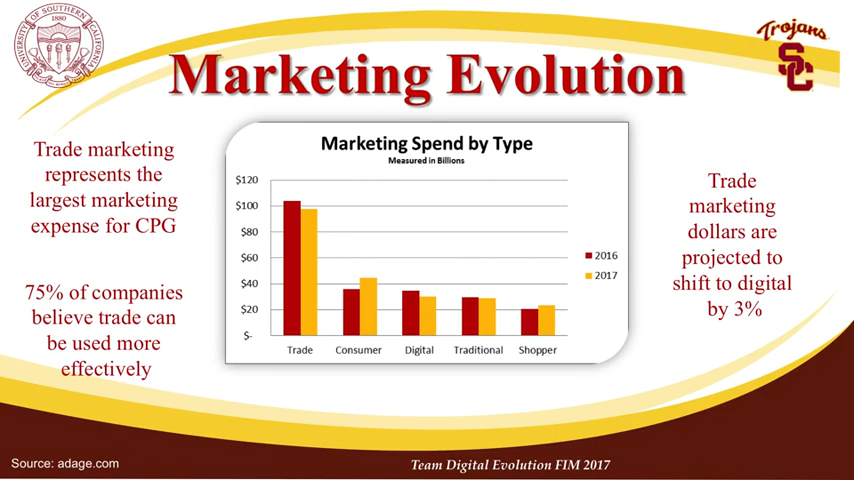 UNIVERSITY OF SOUTHERN CALIFORNIA
1880
Trojans
SC
Marketing Evolution
Trade marketing
represents the
largest marketing
expense for CPG
75% of companies
believe trade can
be used more
effectively
Marketing Spend by Type
Measured in Billions
$120
$100
$80
$60
$40
$20
$-
Trade
Consumer
Digital
Traditional
Shopper
2016
2017
Trade
marketing
dollars are
projected to
shift to digital
by 3%
Source: adage.com
Team Digital Evolution FIM 2017